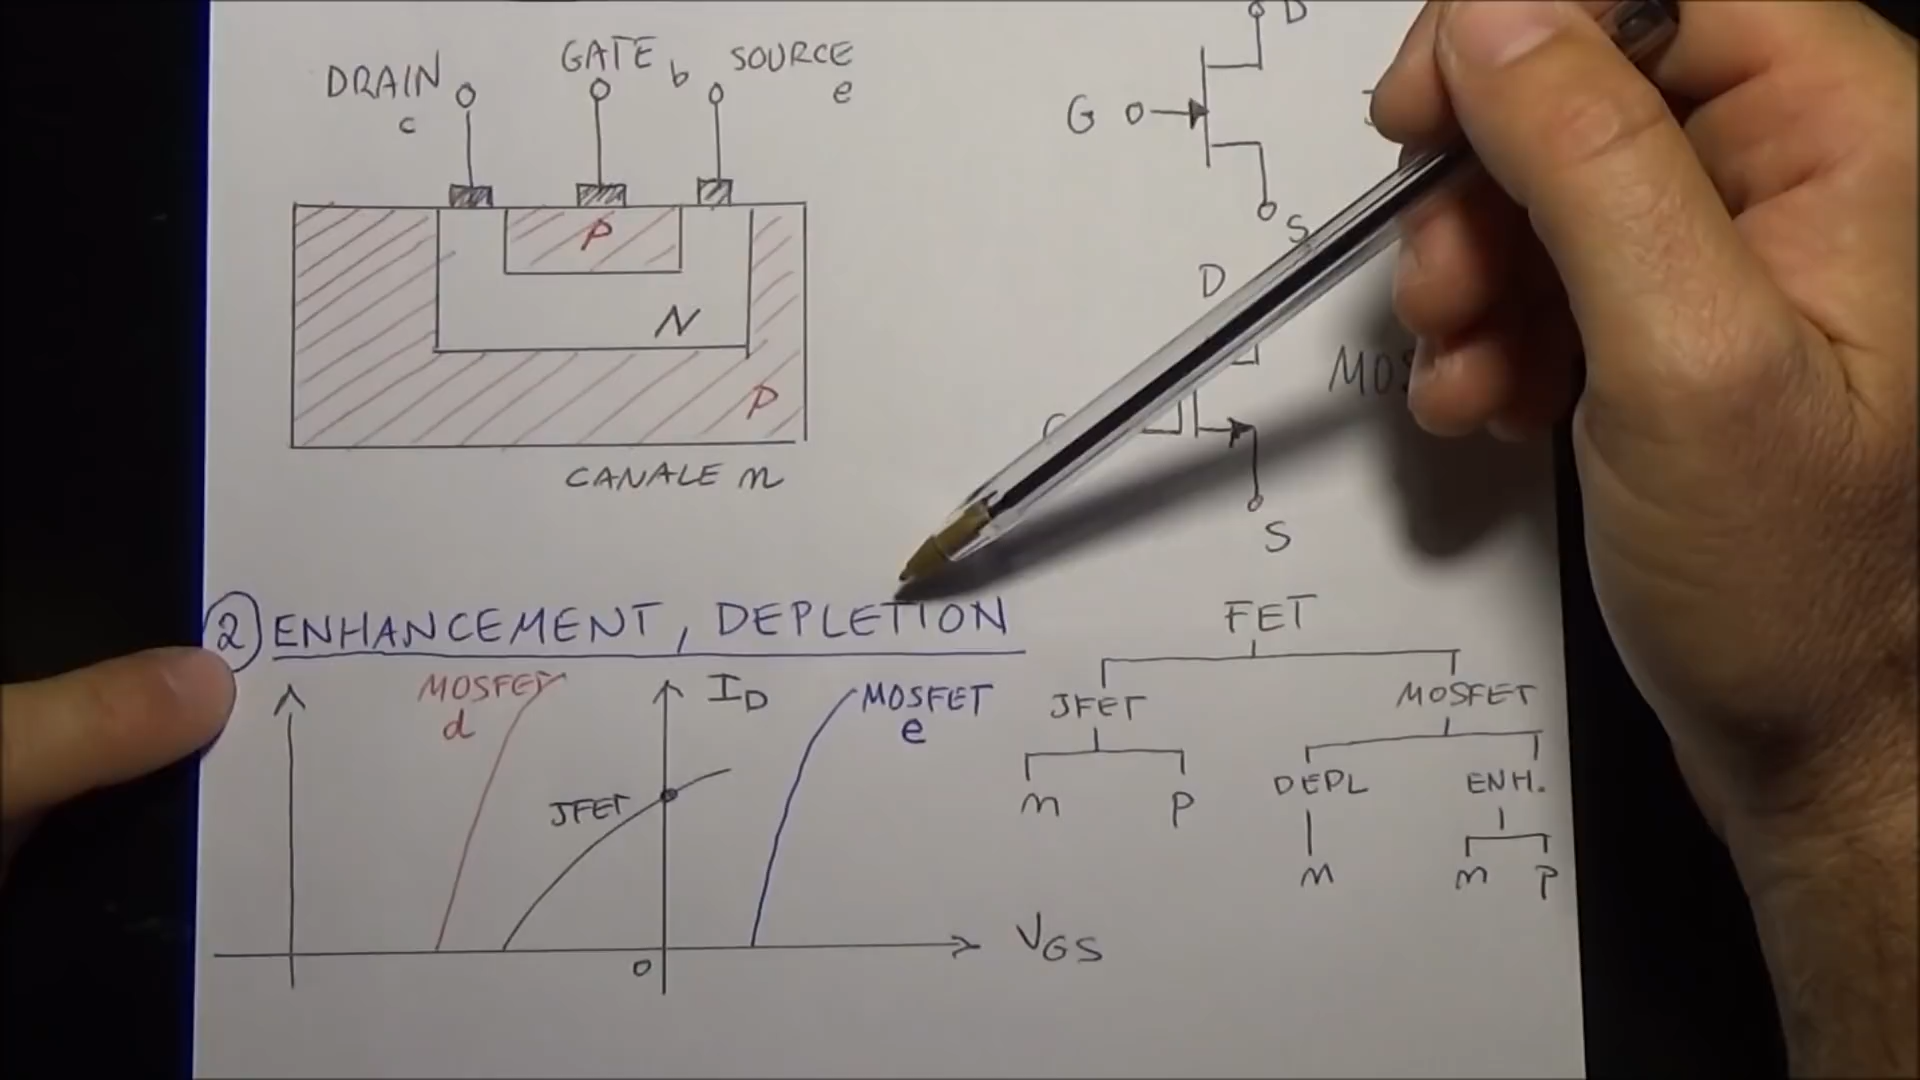 DRAIN
c
GATE b
SOURCE
e
P
N
P
CANALE n
D
G
S
D
S
② ENHANCEMENT, DEPLETION
MOSFET
d
ID
MOSFET
e
JFET
0
VGS
FET
JFET
MOSFET
n
P
DEPL
ENH.
n
n
P